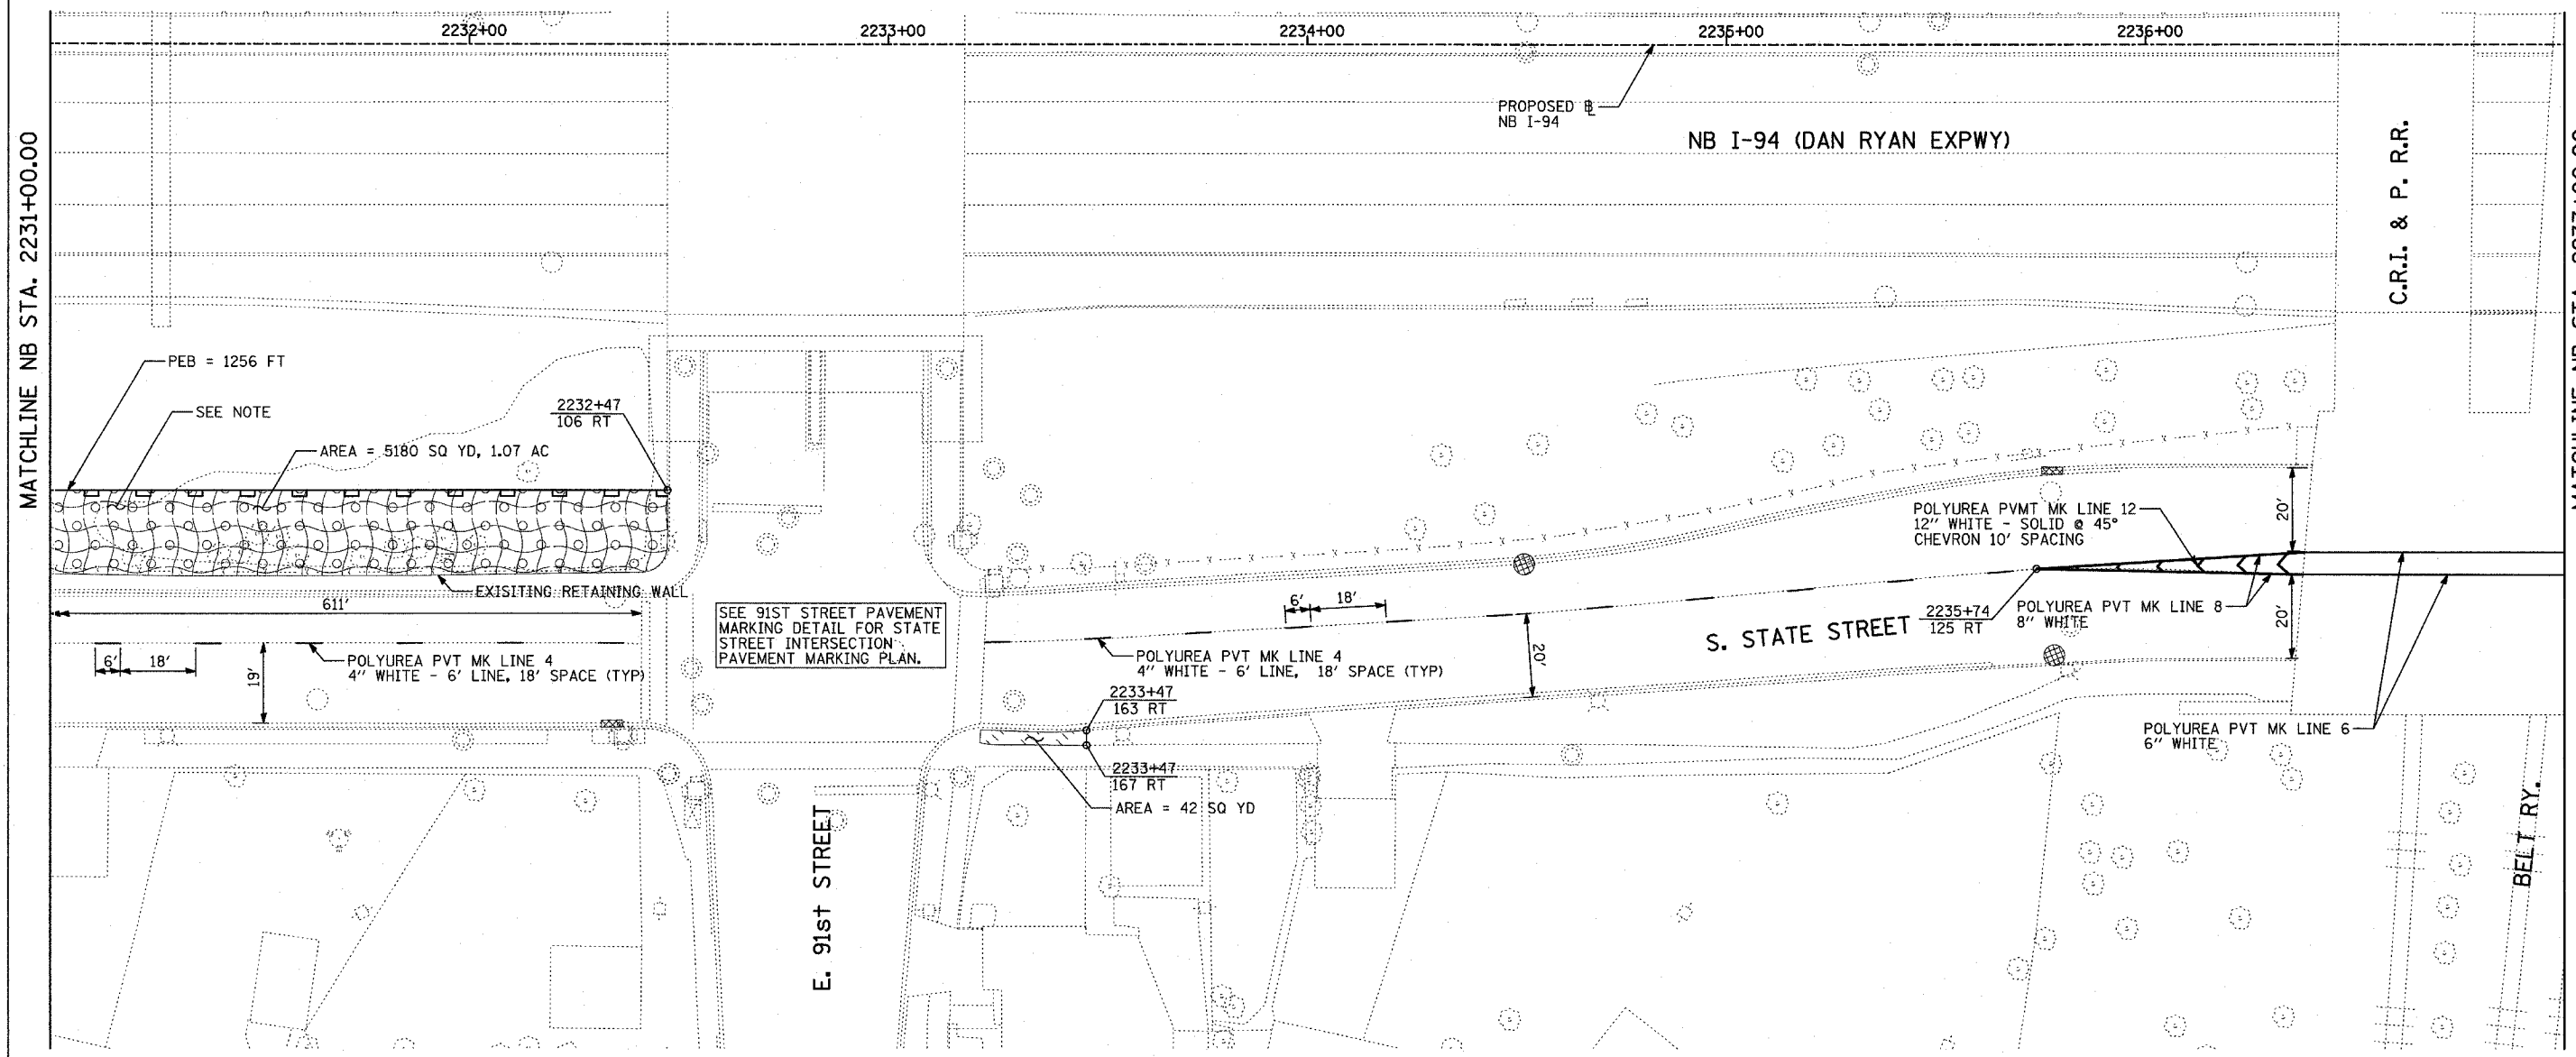 2232+00
2233+00
2234+00
2235+00
2236+00
MATCHLINE NB STA. 2231+00.00
PROPOSED ℄
NB I-94
NB I-94 (DAN RYAN EXPWY)
C.R.I. & P. R.R.
PEB = 1256 FT
SEE NOTE
AREA = 5180 SQ YD, 1.07 AC
2232+47
106 RT
EXISITING RETAINING WALL
611'
6'
18'
19'
POLYUREA PVT MK LINE 4
4" WHITE - 6' LINE, 18' SPACE (TYP)
SEE 91ST STREET PAVEMENT
MARKING DETAIL FOR STATE
STREET INTERSECTION
PAVEMENT MARKING PLAN.
6'
18'
POLYUREA PVT MK LINE 4
4" WHITE - 6' LINE, 18' SPACE (TYP)
20'
S. STATE STREET
2235+74
125 RT
POLYUREA PVMT MK LINE 12
12" WHITE - SOLID @ 45°
CHEVRON 10' SPACING
20'
POLYUREA PVT MK LINE 8
8" WHITE
20'
POLYUREA PVT MK LINE 6
6" WHITE
2233+47
163 RT
2233+47
167 RT
AREA = 42 SQ YD
E. 91st STREET
BELT RY.